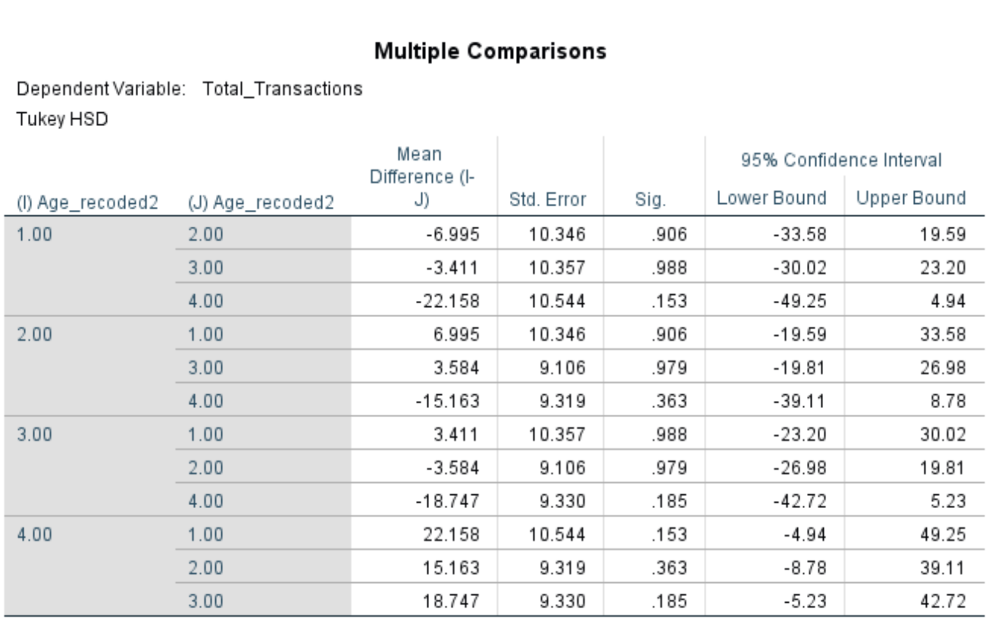 Multiple Comparisons
Dependent Variable: Total_Transactions
Tukey HSD
(I) Age_recoded2 (J) Age_recoded2 Mean Difference (I-J) Std. Error Sig. 95% Confidence Interval Lower Bound Upper Bound
1.00 2.00 -6.995 10.346 .906 -33.58 19.59
3.00 -3.411 10.357 .988 -30.02 23.20
4.00 -22.158 10.544 .153 -49.25 4.94
2.00 1.00 6.995 10.346 .906 -19.59 33.58
3.00 3.584 9.106 .979 -19.81 26.98
4.00 -15.163 9.319 .363 -39.11 8.78
3.00 1.00 3.411 10.357 .988 -23.20 30.02
2.00 -3.584 9.106 .979 -26.98 19.81
4.00 -18.747 9.330 .185 -42.72 5.23
4.00 1.00 22.158 10.544 .153 -4.94 49.25
2.00 15.163 9.319 .363 -8.78 39.11
3.00 18.747 9.330 .185 -5.23 42.72